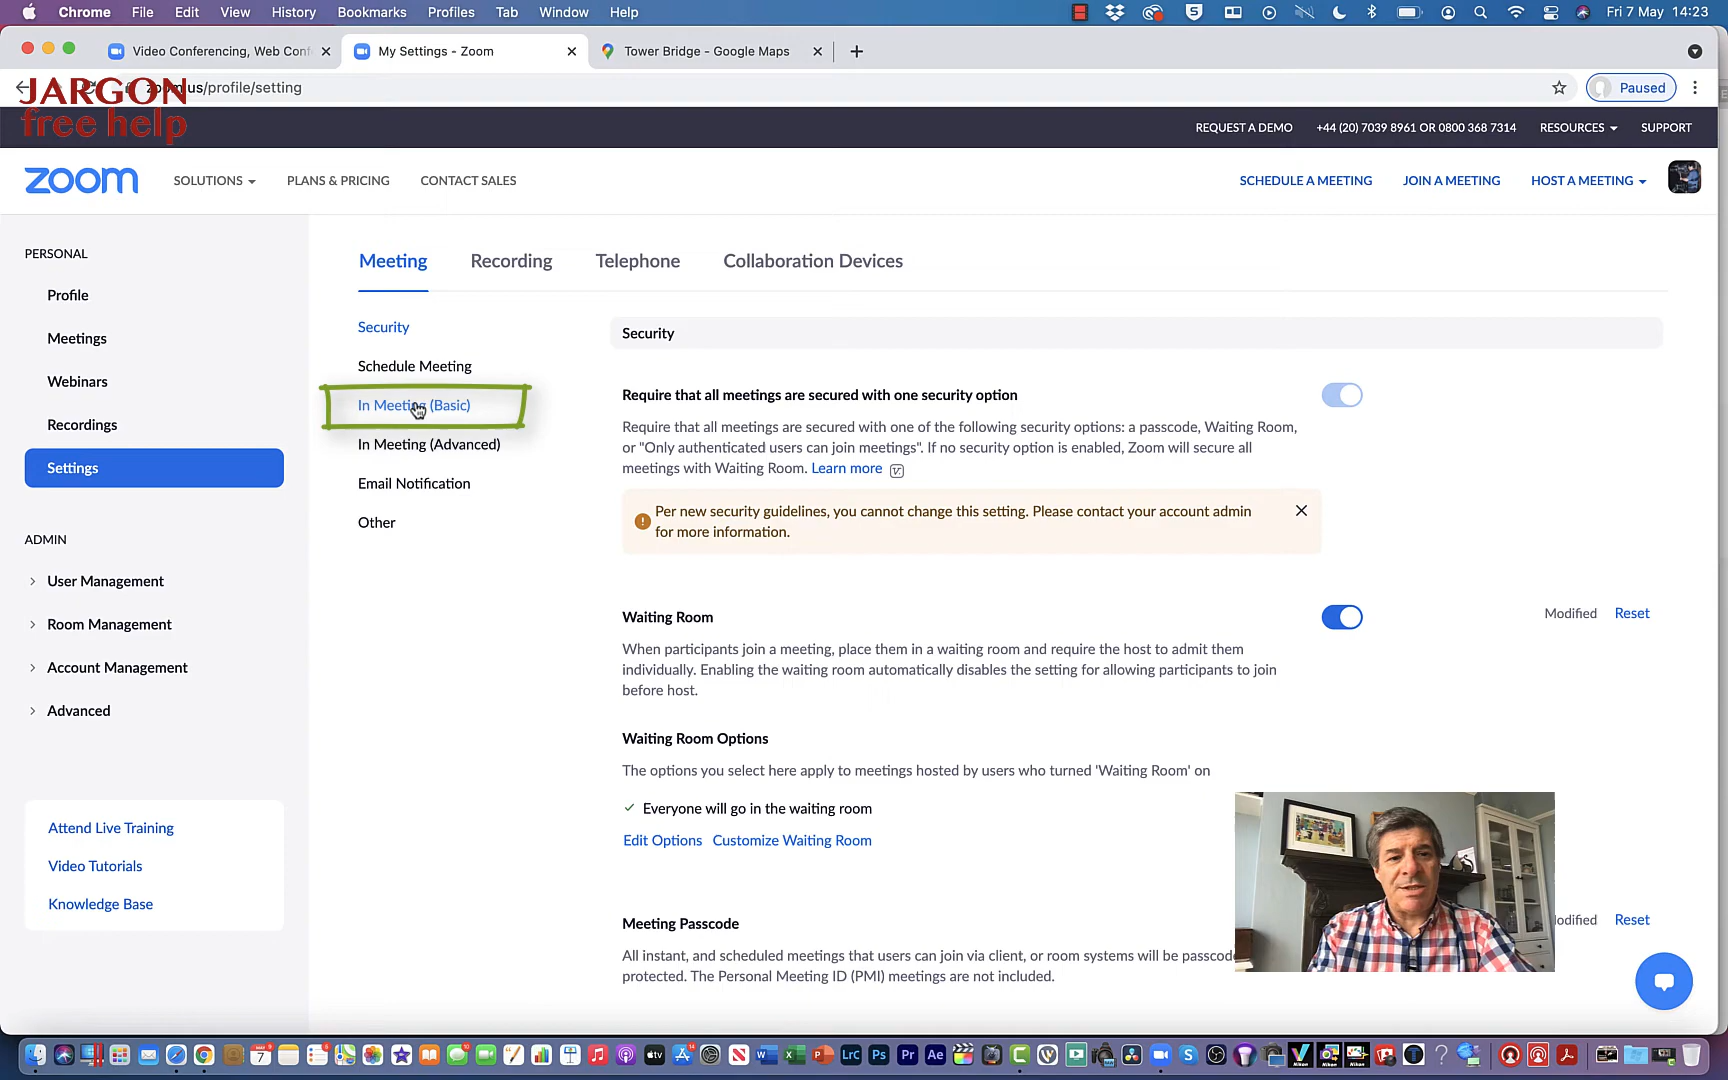 Chrome File Edit View History Bookmarks Profiles Tab Window Help Fri 7 May 14:23
Video Conferencing, Web Conf My Settings - Zoom Tower Bridge - Google Maps
us/profile/setting Paused
JARGON
free help
REQUEST A DEMO +44 (20) 7039 8961 OR 0800 368 7314 RESOURCES SUPPORT
zoom SOLUTIONS PLANS & PRICING CONTACT SALES SCHEDULE A MEETING JOIN A MEETING HOST A MEETING
PERSONAL
Profile
Meetings
Webinars
Recordings
Settings
ADMIN
User Management
Room Management
Account Management
Advanced
Attend Live Training
Video Tutorials
Knowledge Base
Meeting Recording Telephone Collaboration Devices
Security
Schedule Meeting
In Meeting (Basic)
In Meeting (Advanced)
Email Notification
Other
Security
Require that all meetings are secured with one security option
Require that all meetings are secured with one of the following security options: a passcode, Waiting Room,
or "Only authenticated users can join meetings". If no security option is enabled, Zoom will secure all
meetings with Waiting Room. Learn more
Per new security guidelines, you cannot change this setting. Please contact your account admin
for more information.
Waiting Room Modified Reset
When participants join a meeting, place them in a waiting room and require the host to admit them
individually. Enabling the waiting room automatically disables the setting for allowing participants to join
before host.
Waiting Room Options
The options you select here apply to meetings hosted by users who turned 'Waiting Room' on
Everyone will go in the waiting room
Edit Options Customize Waiting Room
Meeting Passcode odified Reset
All instant, and scheduled meetings that users can join via client, or room systems will be passcod
protected. The Personal Meeting ID (PMI) meetings are not included.
LrC Ps Pr Ae